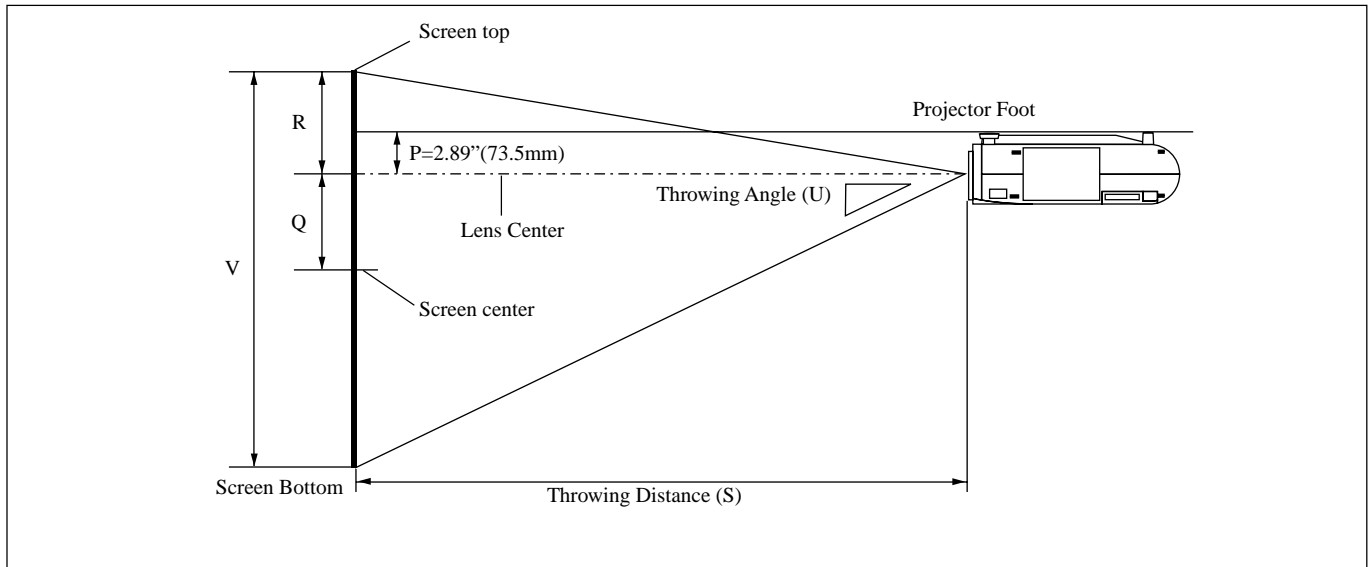 Screen top
Projector Foot
R
P=2.89”(73.5mm)
Throwing Angle (U)
Lens Center
Q
V
Screen center
Screen Bottom
Throwing Distance (S)